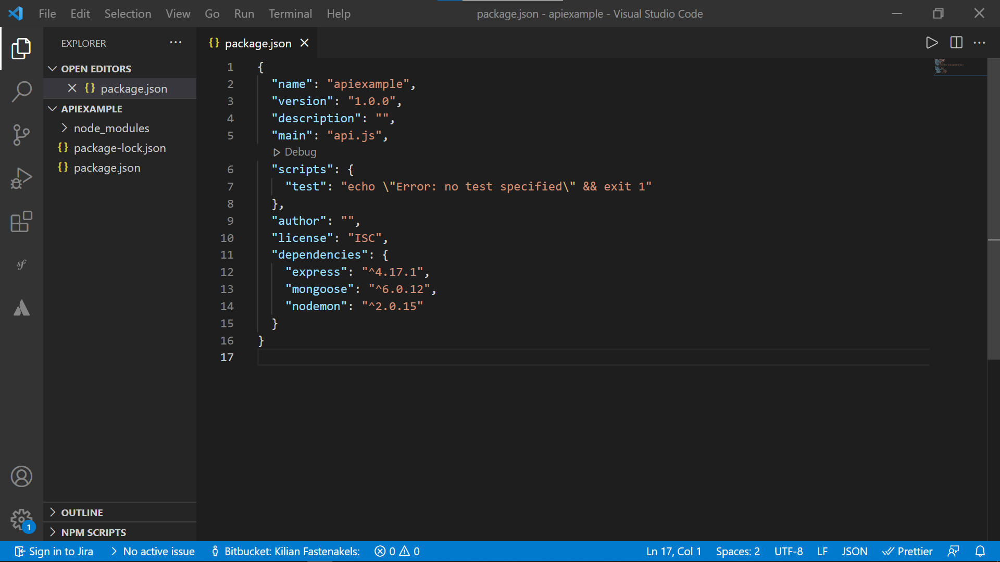 File Edit Selection View Go Run Terminal Help package.json - apiexample - Visual Studio Code
EXPLORER
OPEN EDITORS
{} package.json
APIEXAMPLE
node_modules
{} package-lock.json
{} package.json
OUTLINE
NPM SCRIPTS
1
{} package.json
1 {
2 "name": "apiexample",
3 "version": "1.0.0",
4 "description": "",
5 "main": "api.js",
Debug
6 "scripts": {
7 "test": "echo \"Error: no test specified\" && exit 1"
8 },
9 "author": "",
10 "license": "ISC",
11 "dependencies": {
12 "express": "^4.17.1",
13 "mongoose": "^6.0.12",
14 "nodemon": "^2.0.15"
15 }
16 }
17
Sign in to Jira No active issue Bitbucket: Kilian Fastenakels: 0 0 Ln 17, Col 1 Spaces: 2 UTF-8 LF JSON Prettier